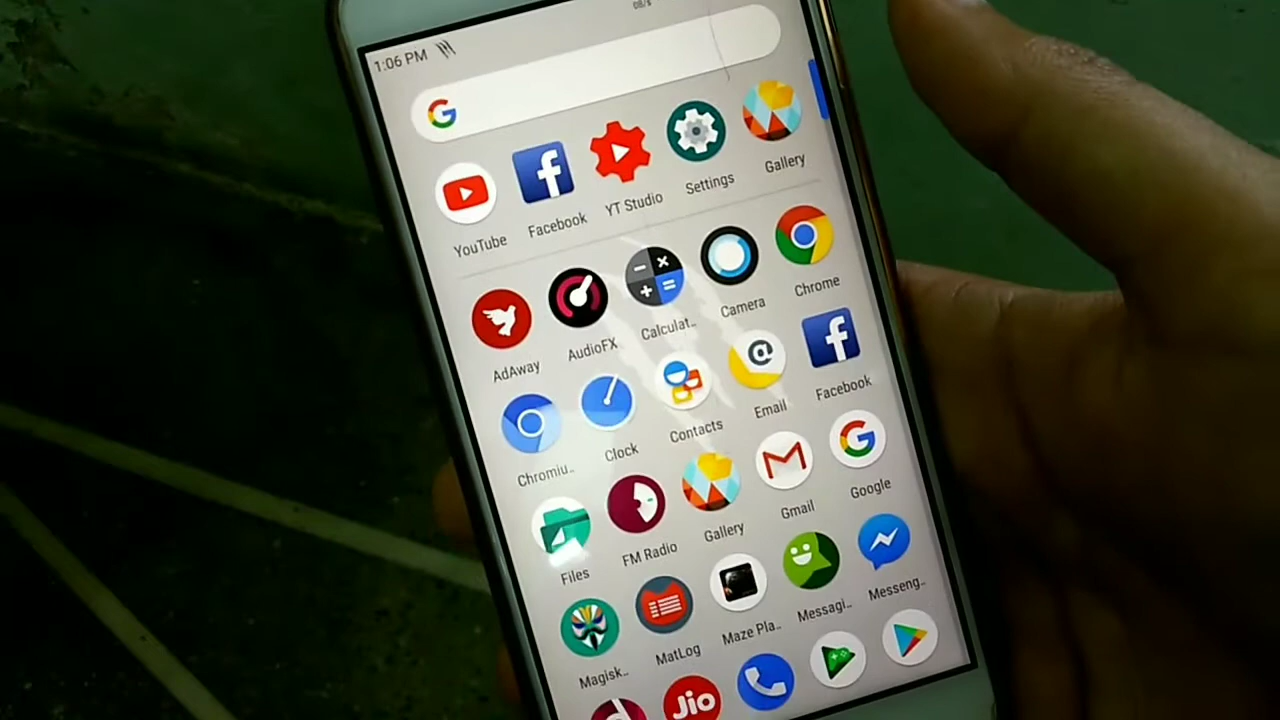 0B/s
1:06 PM
G
YouTube
Facebook
YT Studio
Settings
Gallery
AdAway
AudioFX
Calculat..
Camera
Chrome
Chromiu..
Clock
Contacts
Email
Facebook
Files
FM Radio
Gallery
Gmail
Google
Magisk..
MatLog
Maze Pla..
Messagi..
Messeng..
Jio